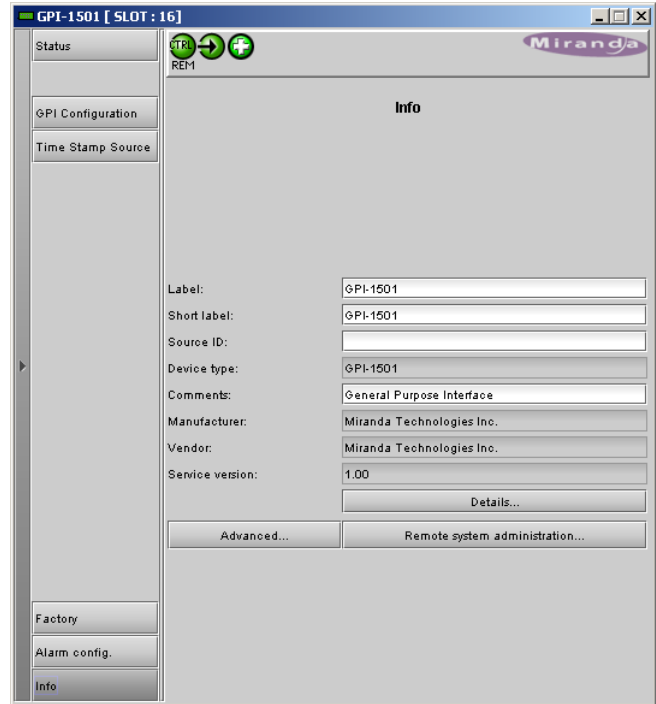 GPI-1501 [ SLOT : 16]
Status
GPI Configuration
Time Stamp Source
Factory
Alarm config.
Info
CTRL
REM
Miranda
Info
Label: GPI-1501
Short label: GPI-1501
Source ID:
Device type: GPI-1501
Comments: General Purpose Interface
Manufacturer: Miranda Technologies Inc.
Vendor: Miranda Technologies Inc.
Service version: 1.00
Details...
Advanced... Remote system administration...